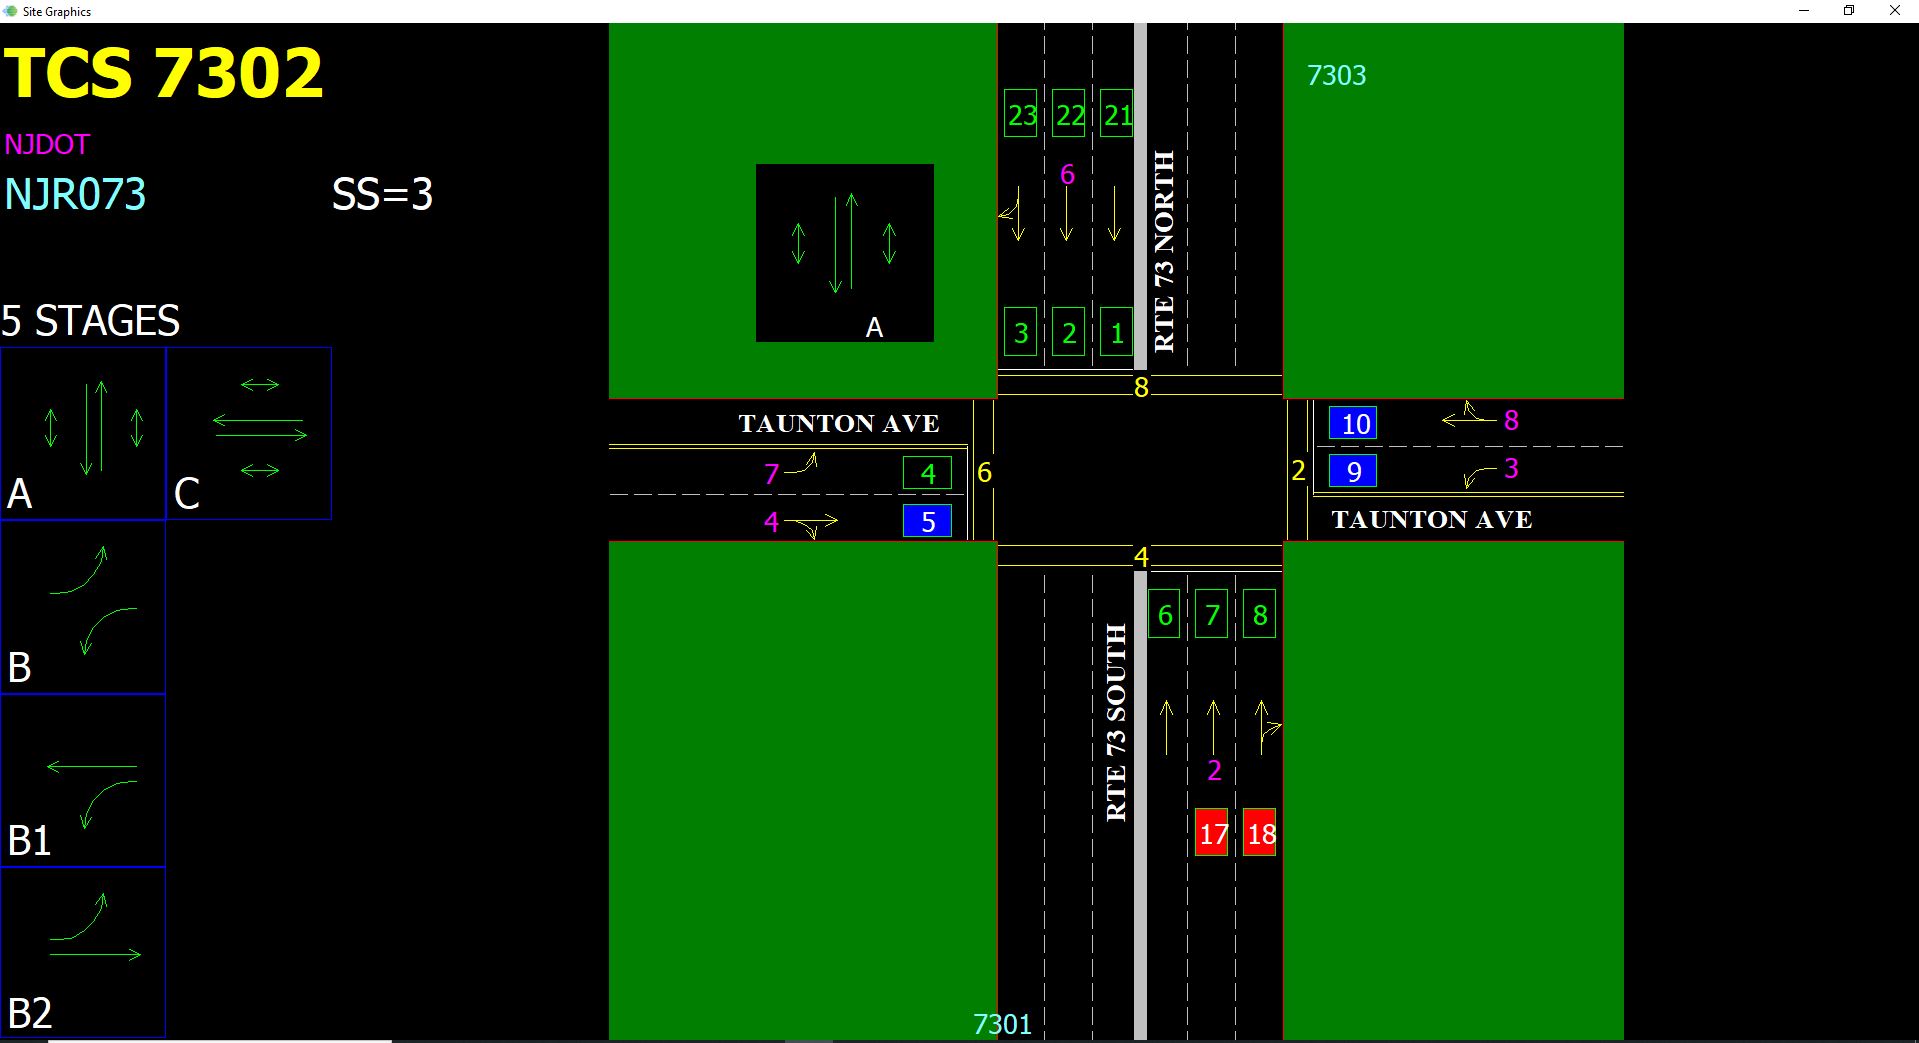 Site Graphics
TCS 7302
NJDOT
NJR073 SS=3
5 STAGES
A
C
B
B1
B2
A
7303
23 22 21
6
RTE 73 NORTH
3 2 1
8
TAUNTON AVE
7 4
4 5
6
2
10 8
9 3
TAUNTON AVE
4
6 7 8
RTE 73 SOUTH
2
17 18
7301